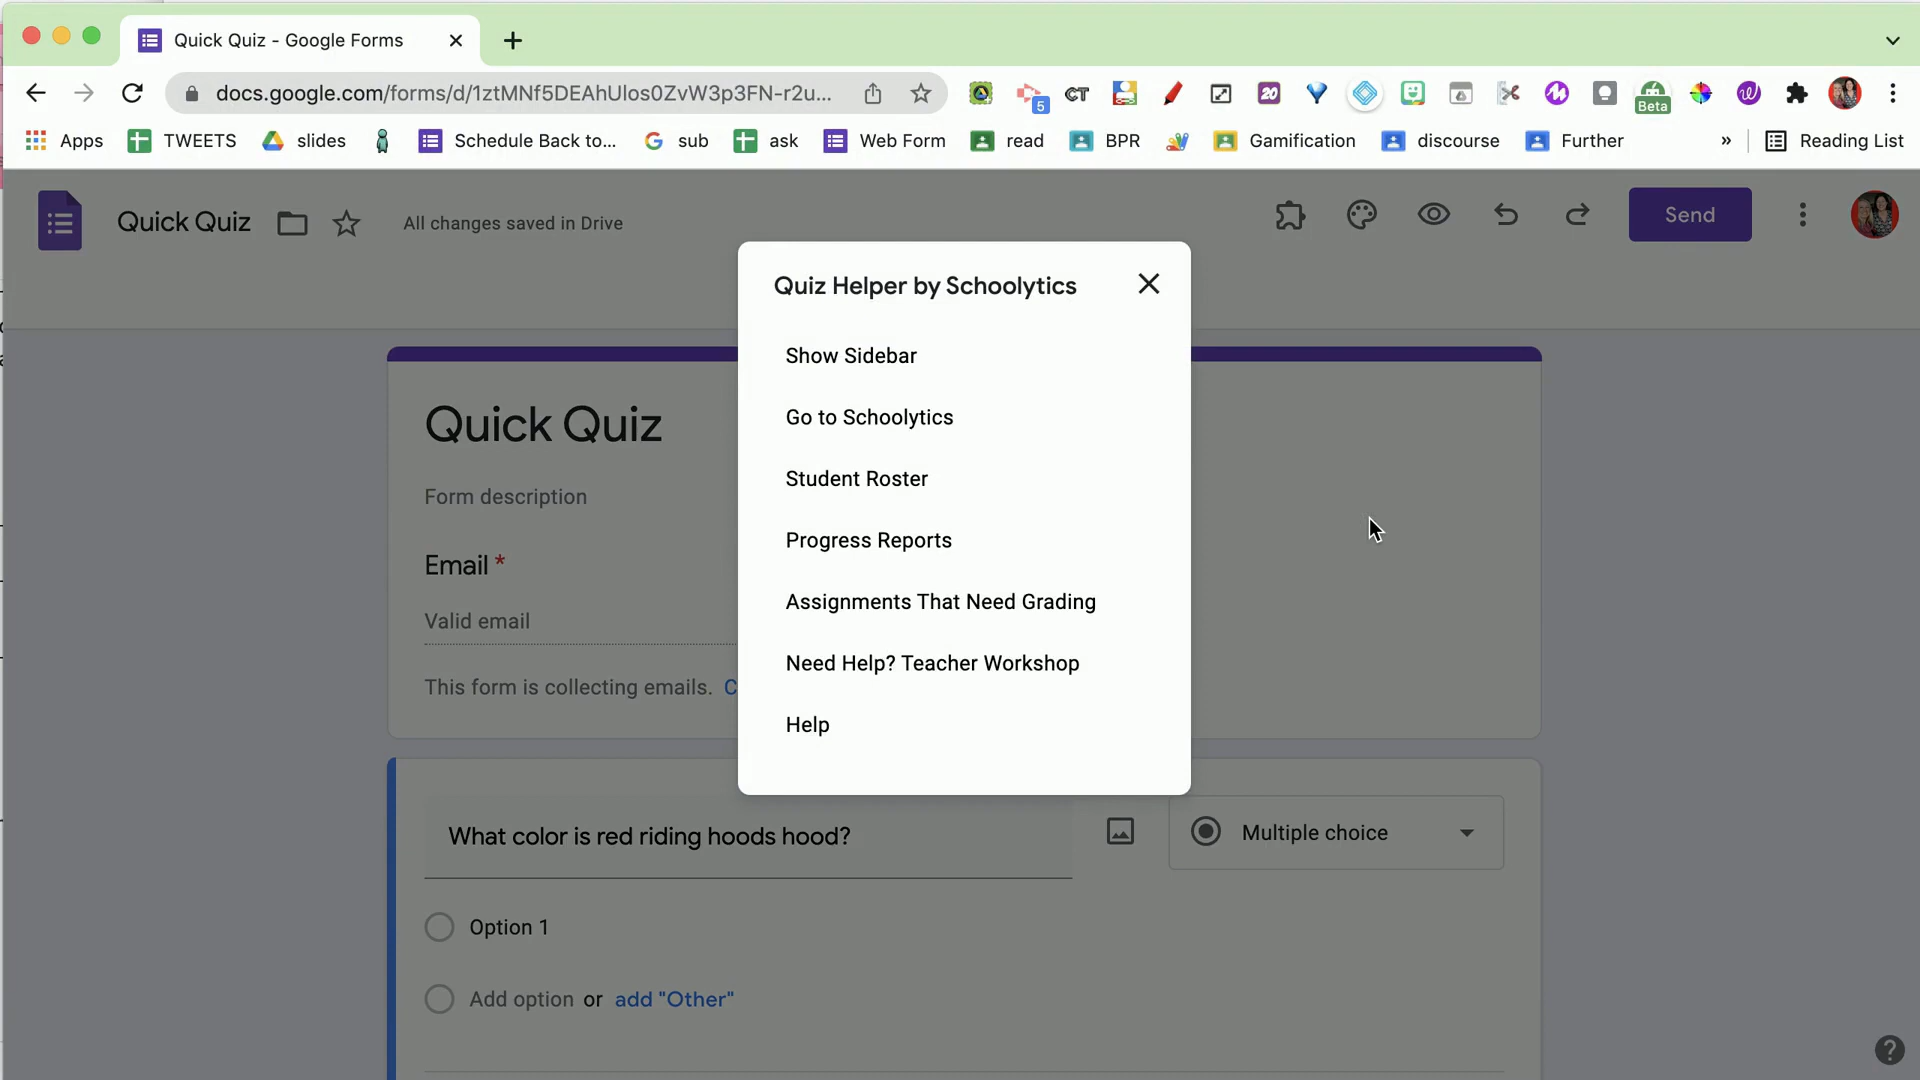 Quick Quiz - Google Forms
docs.google.com/forms/d/1ztMNf5DEAhUlos0ZvW3p3FN-r2u...
5
CT
20
Beta
Apps
TWEETS
slides
Schedule Back to...
sub
ask
Web Form
read
BPR
Gamification
discourse
Further
»
Reading List
Quick Quiz
All changes saved in Drive
Send
Quiz Helper by Schoolytics
Show Sidebar
Go to Schoolytics
Student Roster
Progress Reports
Assignments That Need Grading
Need Help? Teacher Workshop
Help
Quick Quiz
Form description
Email *
Valid email
This form is collecting emails. C
What color is red riding hoods hood?
Multiple choice
Option 1
Add option or add "Other"